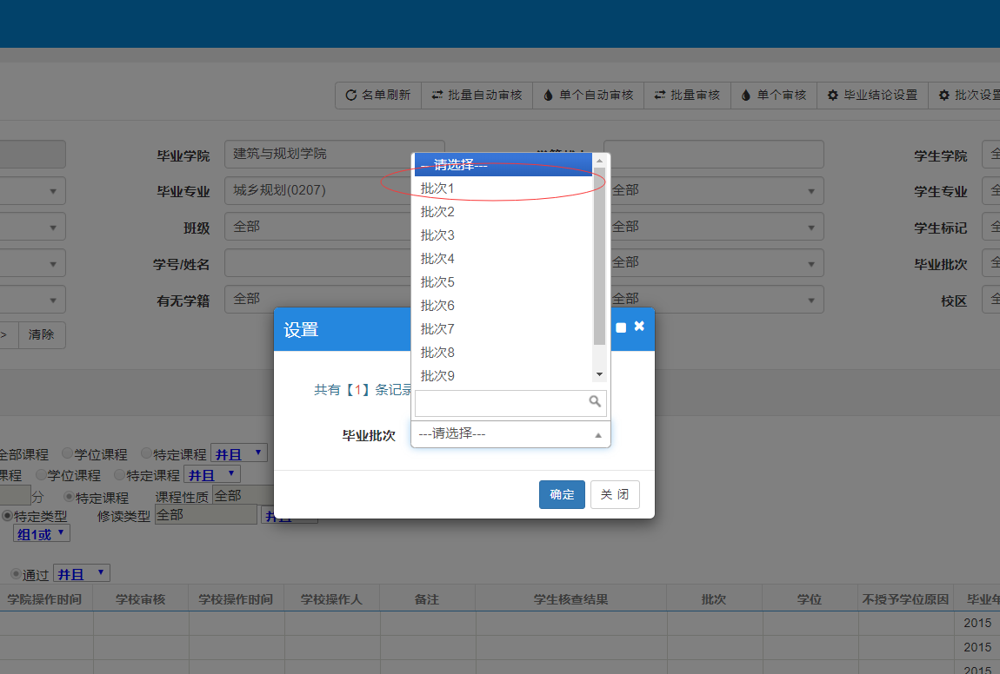 名单刷新 批量自动审核 单个自动审核 批量审核 单个审核 毕业结论设置 批次设置
毕业学院 建筑与规划学院 学生学院
毕业专业 城乡规划(0207) 全部 学生专业
班级 全部 全部 学生标记
学号/姓名 全部 毕业批次
有无学籍 全部 全部 校区
> 清除
---请选择---
批次1
批次2
批次3
批次4
批次5
批次6
批次7
批次8
批次9
设置
共有【1】条记录
毕业批次 ---请选择---
确定 关 闭
全部课程 学位课程 特定课程 并且
课程 学位课程 特定课程 并且
分 特定课程 课程性质 全部
特定类型 修读类型 全部 并且
组1或
通过 并且
学院操作时间 学校审核 学校操作时间 学校操作人 备注 学生核查结果 批次 学位 不授予学位原因 毕业年
2015
2015
2015